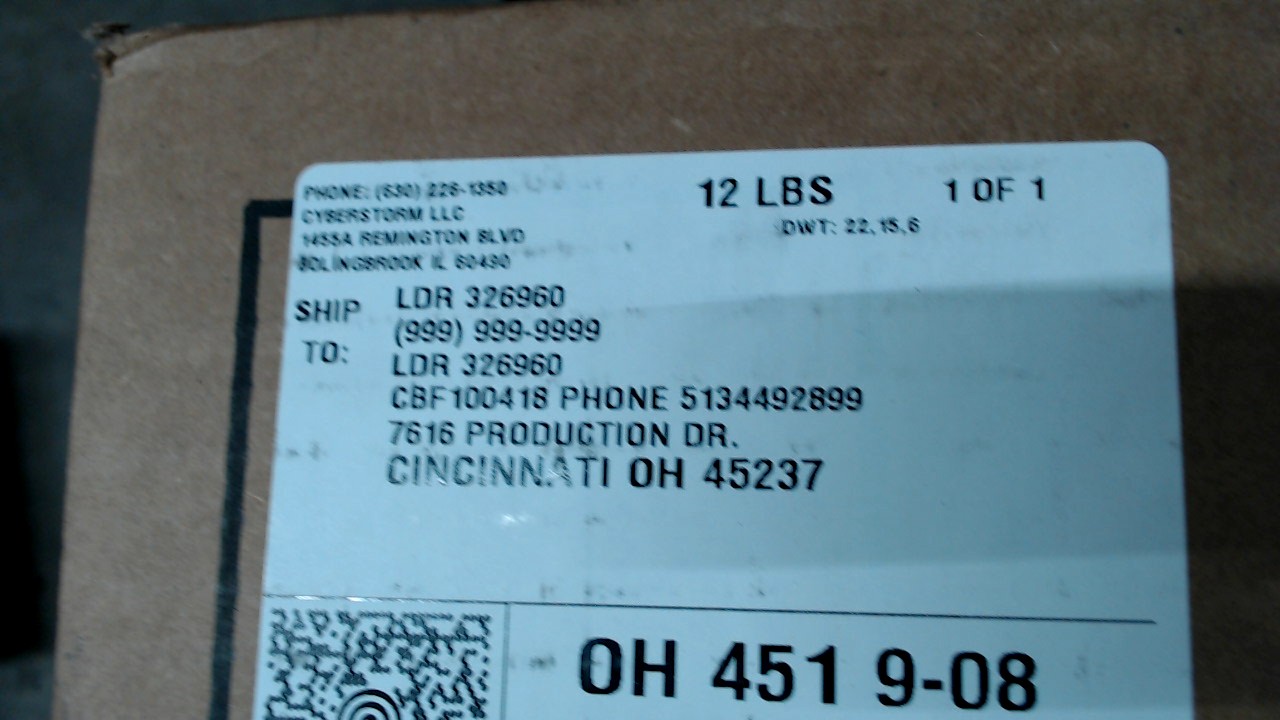 PHONE: (630) 226-1350
CYBERSTORM LLC
1455A REMINGTON BLVD
BOLINGBROOK IL 60490
12 LBS
1 OF 1
DWT: 22,15,6
SHIP TO:
LDR 326960
(999) 999-9999
LDR 326960
CBF100418 PHONE 5134492899
7616 PRODUCTION DR.
CINCINNATI OH 45237
OH 451 9-08